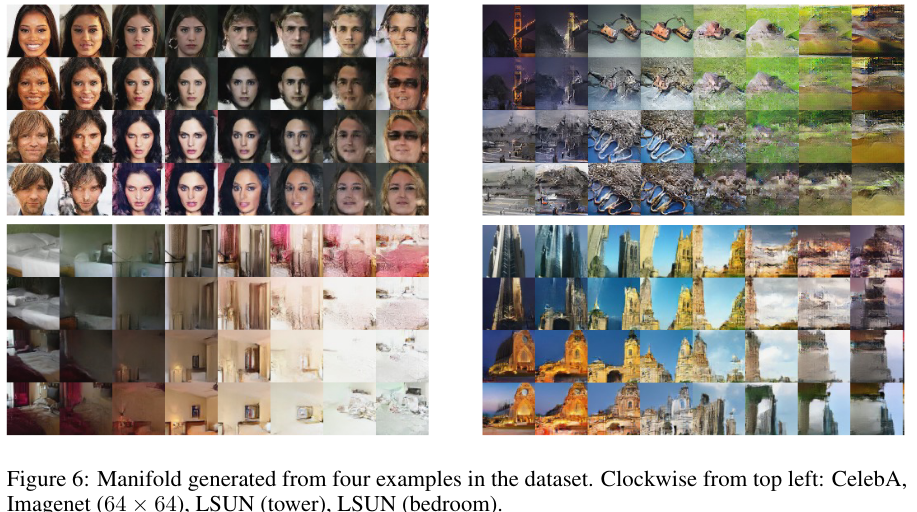 Figure 6: Manifold generated from four examples in the dataset. Clockwise from top left: CelebA,
Imagenet (64 × 64), LSUN (tower), LSUN (bedroom).